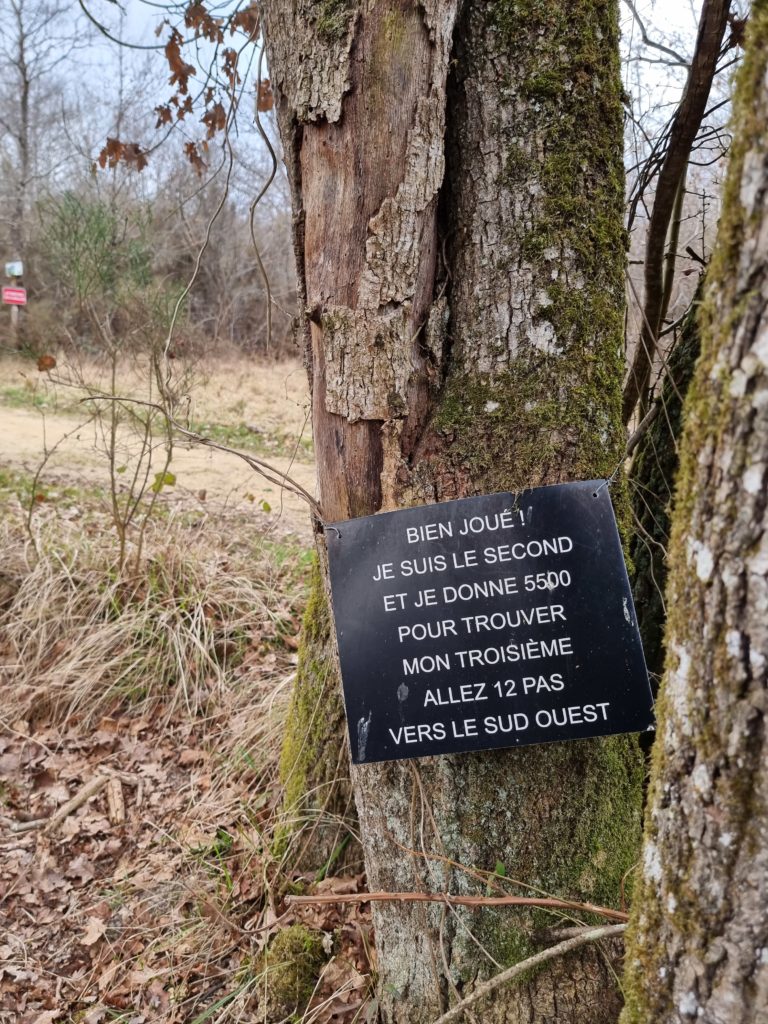 BIEN JOUÉ !
JE SUIS LE SECOND
ET JE DONNE 5500
POUR TROUVER
MON TROISIÈME
ALLEZ 12 PAS
VERS LE SUD OUEST